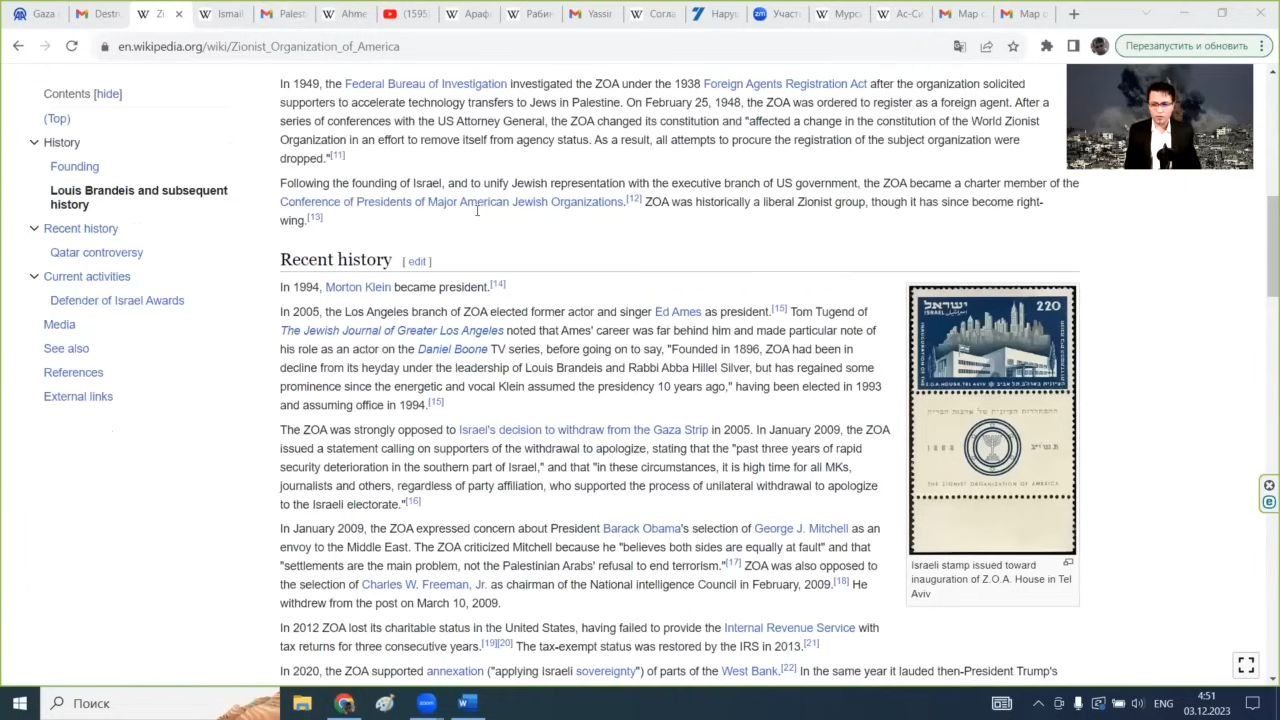 Gaza
Destru
Zi
Ismail
Palest
Ahme
(1595)
Араф
Раби
Yassir
Согла
Наруш
zm Участ
Мурс
Ас-Си
Map o
Map o
en.wikipedia.org/wiki/Zionist_Organization_of_America
Перезапустить и обновить
Contents [hide]
(Top)
History
Founding
Louis Brandeis and subsequent
history
Recent history
Qatar controversy
Current activities
Defender of Israel Awards
Media
See also
References
External links
In 1949, the Federal Bureau of Investigation investigated the ZOA under the 1938 Foreign Agents Registration Act after the organization solicited
supporters to accelerate technology transfers to Jews in Palestine. On February 25, 1948, the ZOA was ordered to register as a foreign agent. After a
series of conferences with the US Attorney General, the ZOA changed its constitution and "affected a change in the constitution of the World Zionist
Organization in an effort to remove itself from agency status. As a result, all attempts to procure the registration of the subject organization were
dropped."[11]
Following the founding of Israel, and to unify Jewish representation with the executive branch of US government, the ZOA became a charter member of the
Conference of Presidents of Major American Jewish Organizations.[12] ZOA was historically a liberal Zionist group, though it has since become right-
wing.[13]
Recent history [ edit ]
In 1994, Morton Klein became president.[14]
In 2005, the Los Angeles branch of ZOA elected former actor and singer Ed Ames as president.[15] Tom Tugend of
The Jewish Journal of Greater Los Angeles noted that Ames' career was far behind him and made particular note of
his role as an actor on the Daniel Boone TV series, before going on to say, "Founded in 1896, ZOA had been in
decline from its heyday under the leadership of Louis Brandeis and Rabbi Abba Hillel Silver, but has regained some
prominence since the energetic and vocal Klein assumed the presidency 10 years ago," having been elected in 1993
and assuming office in 1994.[15]
The ZOA was strongly opposed to Israel's decision to withdraw from the Gaza Strip in 2005. In January 2009, the ZOA
issued a statement calling on supporters of the withdrawal to apologize, stating that the "past three years of rapid
security deterioration in the southern part of Israel," and that "in these circumstances, it is high time for all MKs,
journalists and others, regardless of party affiliation, who supported the process of unilateral withdrawal to apologize
to the Israeli electorate."[16]
In January 2009, the ZOA expressed concern about President Barack Obama's selection of George J. Mitchell as an
envoy to the Middle East. The ZOA criticized Mitchell because he "believes both sides are equally at fault" and that
"settlements are the main problem, not the Palestinian Arabs' refusal to end terrorism."[17] ZOA was also opposed to
the selection of Charles W. Freeman, Jr. as chairman of the National intelligence Council in February, 2009.[18] He
withdrew from the post on March 10, 2009.
In 2012 ZOA lost its charitable status in the United States, having failed to provide the Internal Revenue Service with
tax returns for three consecutive years.[19][20] The tax-exempt status was restored by the IRS in 2013.[21]
In 2020, the ZOA supported annexation ("applying Israeli sovereignty") of parts of the West Bank.[22] In the same year it lauded then-President Trump's
ישראל
ISRAEL
220
THE ZIONIST ORGANIZATION OF AMERICA
Israeli stamp issued toward
inauguration of Z.O.A. House in Tel
Aviv
Поиск
zoom
ENG
4:51
03.12.2023